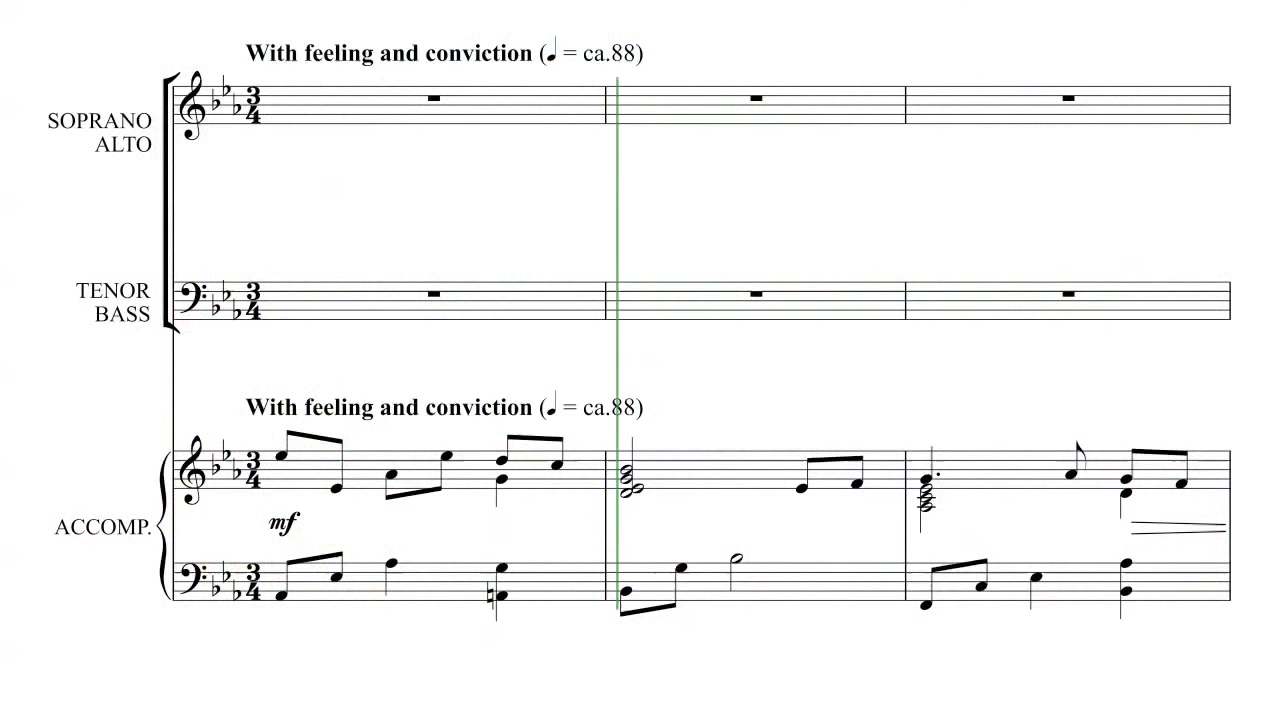 With feeling and conviction (♩ = ca.88)
SOPRANO
ALTO
TENOR
BASS
With feeling and conviction (♩ = ca.88)
ACCOMP.
mf